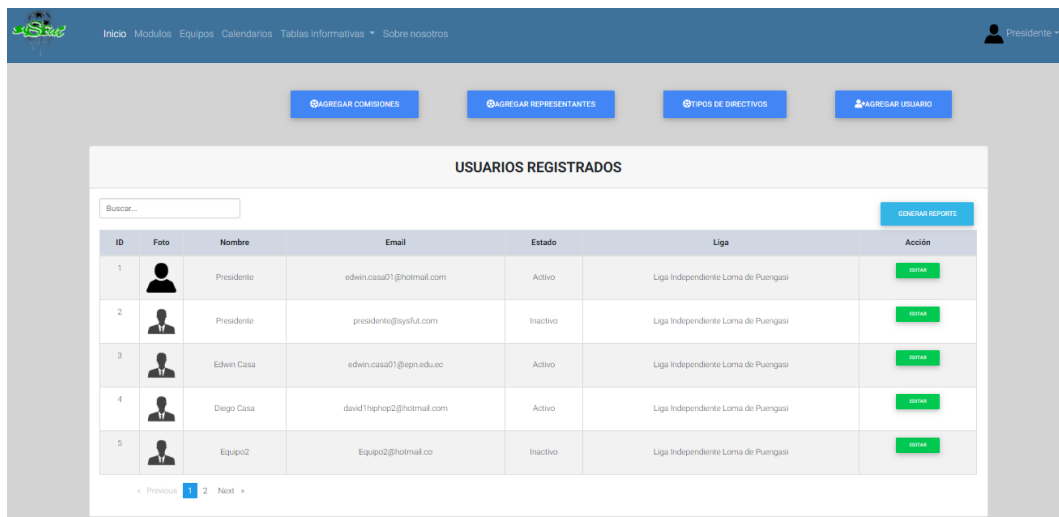 Inicio Modulos Equipos Calendarios Tablas informativas Sobre nosotros Presidente
AGREGAR COMISIONES AGREGAR REPRESENTANTES TIPOS DE DIRECTIVOS AGREGAR USUARIO
USUARIOS REGISTRADOS
Buscar...
GENERAR REPORTE
ID Foto Nombre Email Estado Liga Acción
1 Presidente edwin.casa01@hotmail.com Activo Liga Independiente Loma de Puengasi EDITAR
2 Presidente presidente@sysfut.com Inactivo Liga Independiente Loma de Puengasi EDITAR
3 Edwin Casa edwin.casa01@epn.edu.ec Activo Liga Independiente Loma de Puengasi EDITAR
4 Diego Casa david1hiphop2@hotmail.com Activo Liga Independiente Loma de Puengasi EDITAR
5 Equipo2 Equipo2@hotmail.co Inactivo Liga Independiente Loma de Puengasi EDITAR
« Previous 1 2 Next »